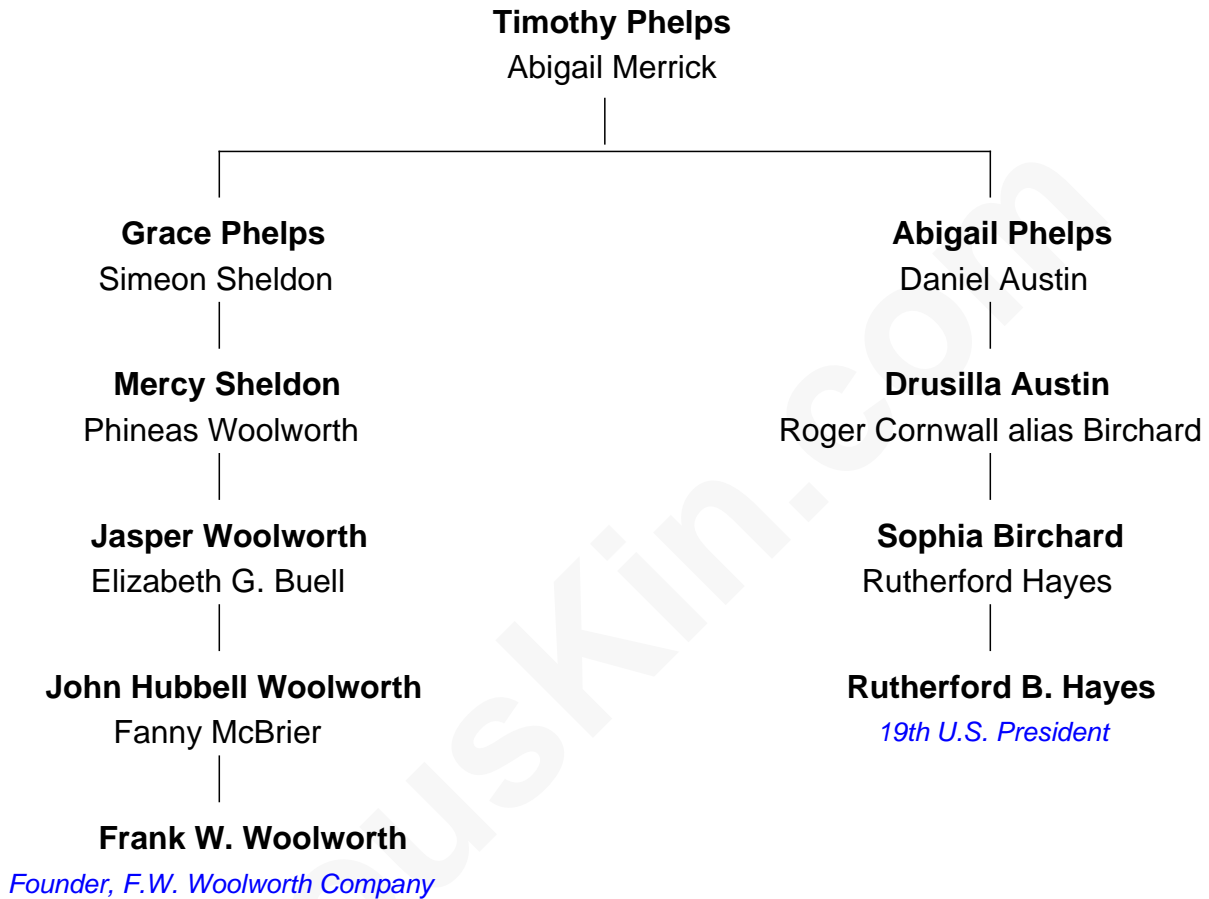 Timothy Phelps
Abigail Merrick
Grace Phelps
Simeon Sheldon
Abigail Phelps
Daniel Austin
Mercy Sheldon
Phineas Woolworth
Drusilla Austin
Roger Cornwall alias Birchard
Jasper Woolworth
Elizabeth G. Buell
Sophia Birchard
Rutherford Hayes
John Hubbell Woolworth
Fanny McBrier
Rutherford B. Hayes
19th U.S. President
Frank W. Woolworth
Founder, F.W. Woolworth Company